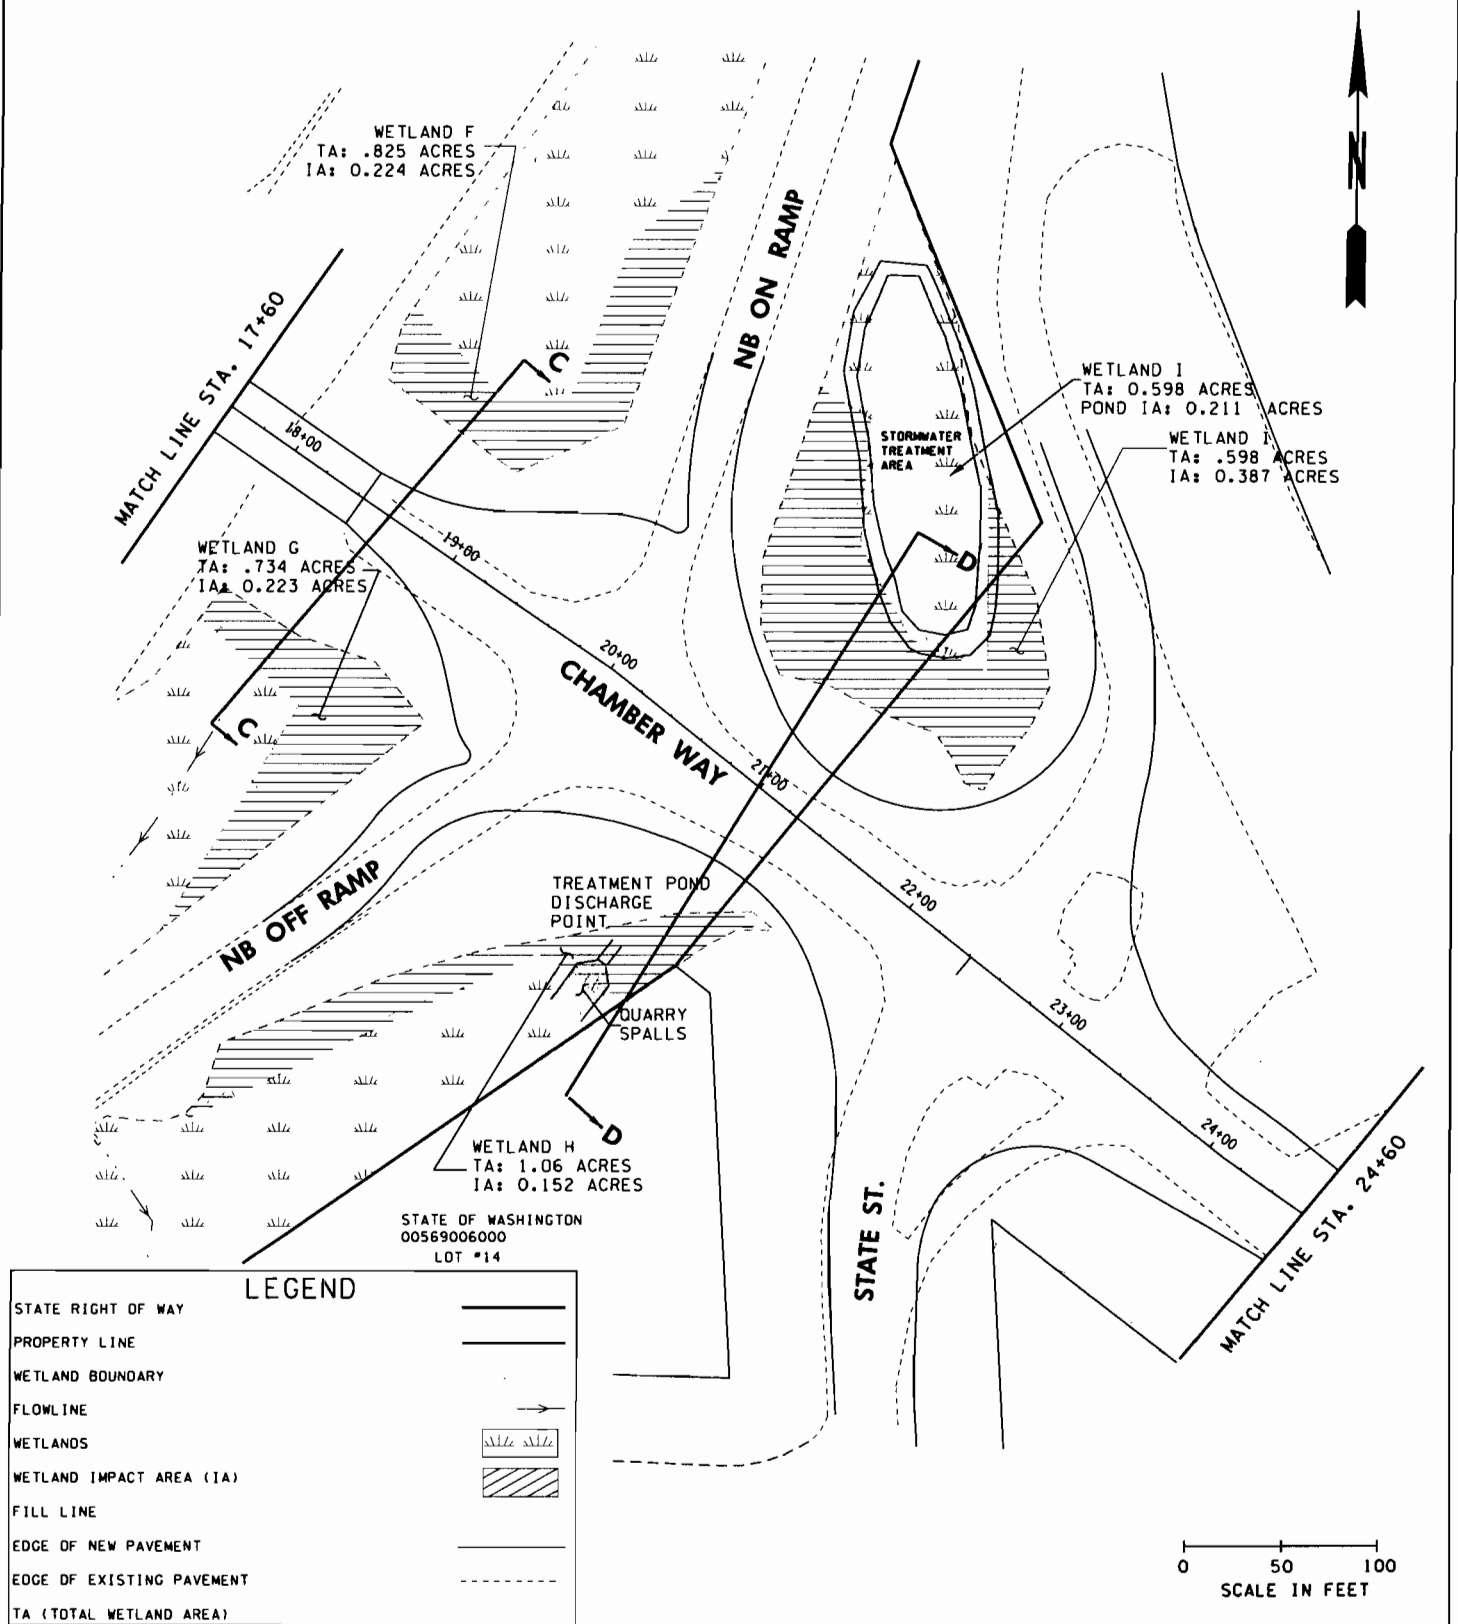 N
WETLAND F
TA: .825 ACRES
IA: 0.224 ACRES
NB ON RAMP
MATCH LINE STA. 17+60
C
18+00
WETLAND I
TA: 0.598 ACRES
POND IA: 0.211 ACRES
STORMWATER
TREATMENT
AREA
WETLAND I
TA: .598 ACRES
IA: 0.387 ACRES
19+00
WETLAND G
TA: .734 ACRES
IA: 0.223 ACRES
D
20+00
CHAMBER WAY
C
21+00
NB OFF RAMP
TREATMENT POND
DISCHARGE
POINT
22+00
QUARRY
SPALLS
23+00
D
24+00
WETLAND H
TA: 1.06 ACRES
IA: 0.152 ACRES
STATE OF WASHINGTON
00569006000
LOT #14
STATE ST.
MATCH LINE STA. 24+60
LEGEND
STATE RIGHT OF WAY
PROPERTY LINE
WETLAND BOUNDARY
FLOWLINE
WETLANDS
WETLAND IMPACT AREA (IA)
FILL LINE
EDGE OF NEW PAVEMENT
EDGE OF EXISTING PAVEMENT
TA (TOTAL WETLAND AREA)
0 50 100
SCALE IN FEET